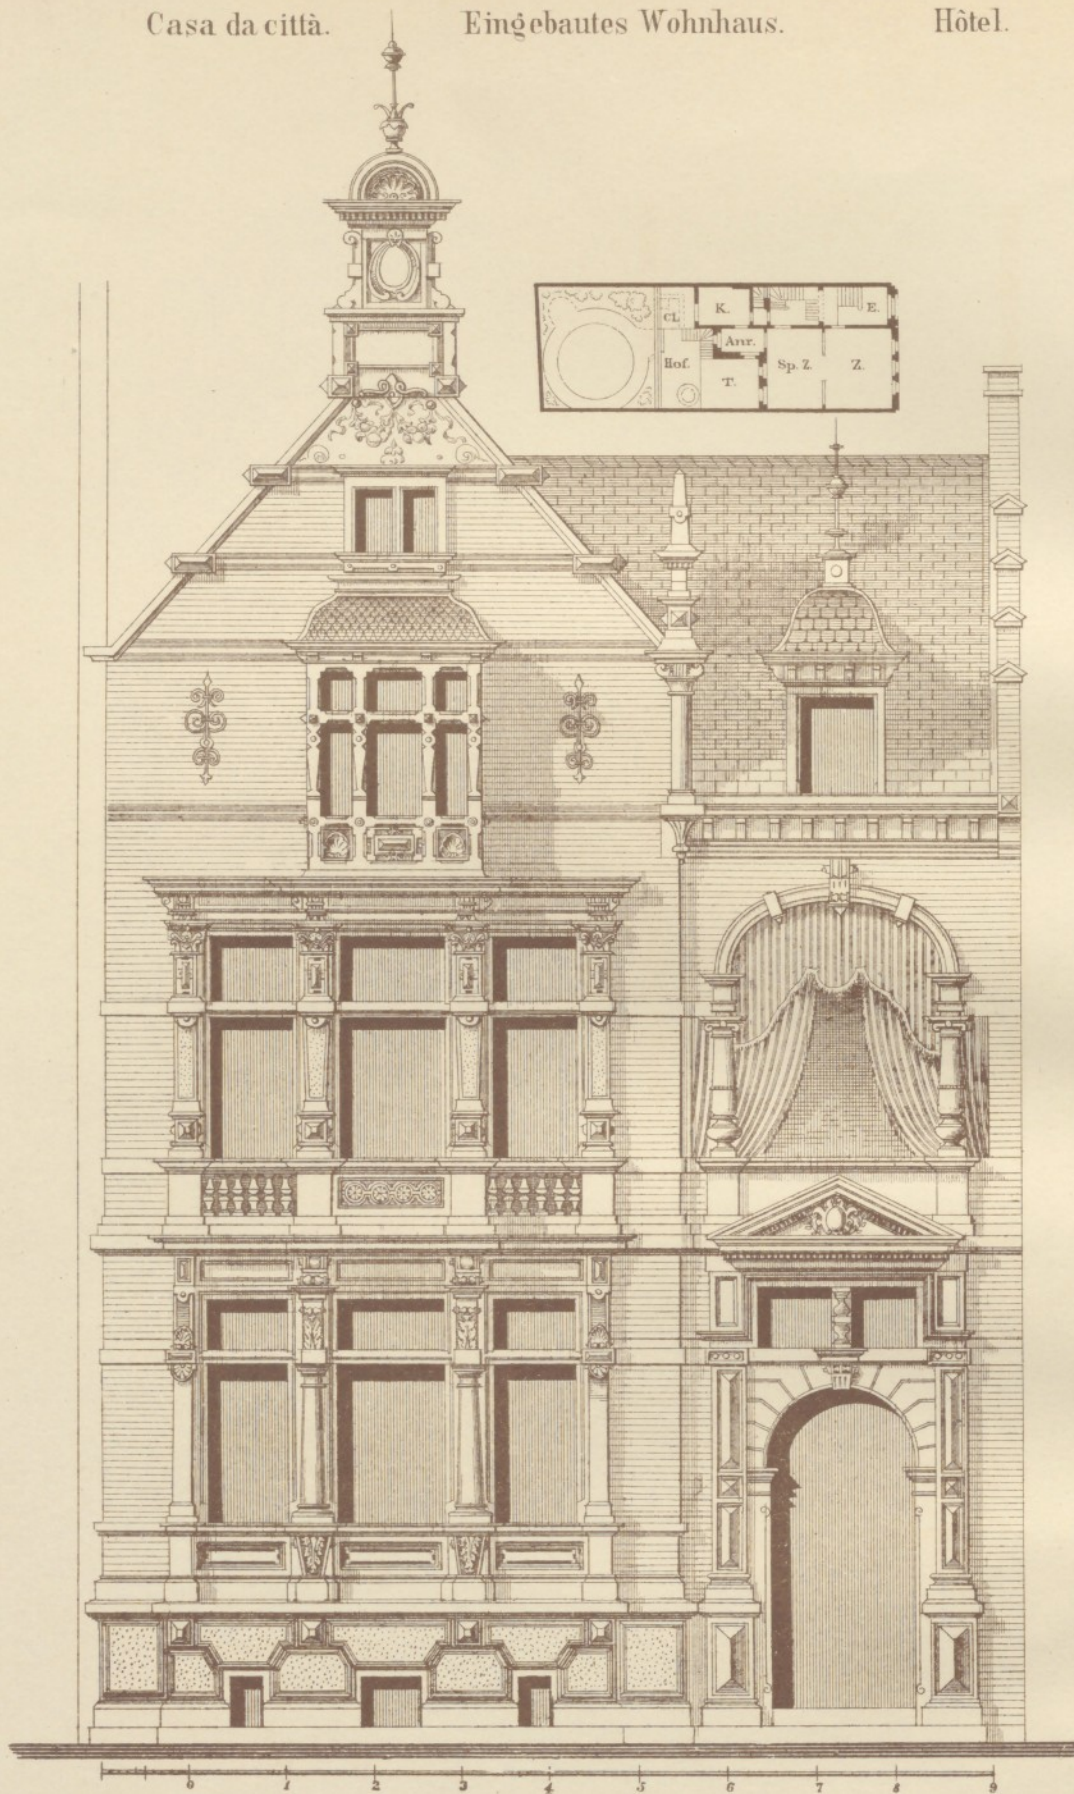 Casa da città. Eingebautes Wohnhaus. Hôtel.
Cl. K. E.
Hof. Anr. Sp. Z. Z.
T.
0 1 2 3 4 5 6 7 8 9